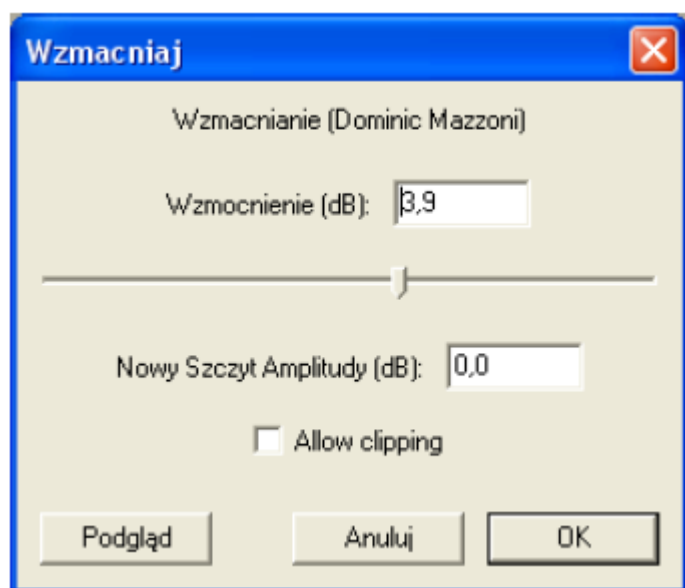 Wzmacniaj
Wzmacnianie (Dominic Mazzoni)
Wzmocnienie (dB): 3,9
Nowy Szczyt Amplitudy (dB): 0,0
Allow clipping
Podgląd Anuluj OK